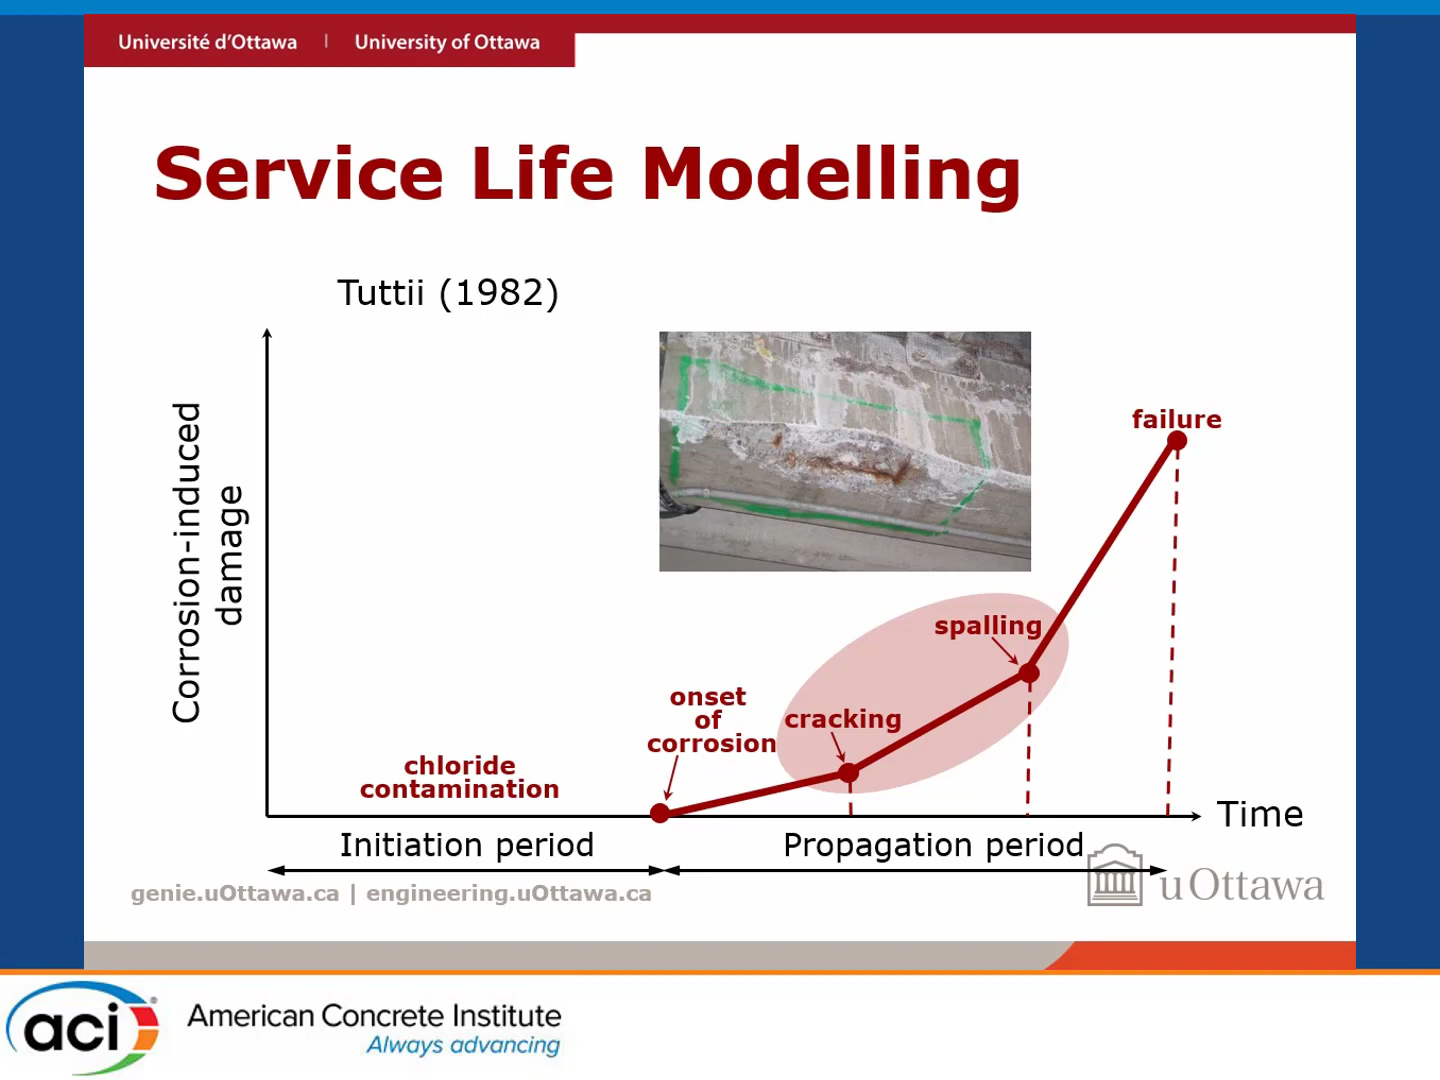 Université d'Ottawa | University of Ottawa
Service Life Modelling
Tuttii (1982)
Corrosion-induced
damage
failure
spalling
onset
of
corrosion
cracking
chloride
contamination
Time
Initiation period
Propagation period
genie.uOttawa.ca | engineering.uOttawa.ca
uOttawa
aci®
American Concrete Institute
Always advancing